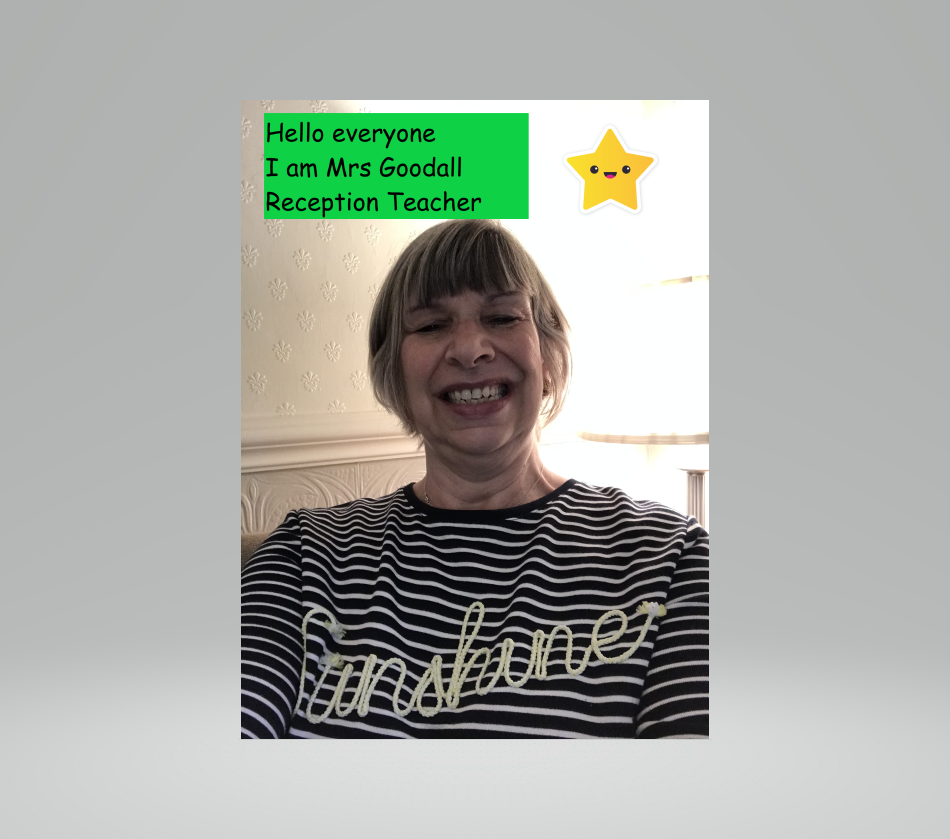 Hello everyone
I am Mrs Goodall
Reception Teacher
Sunshine